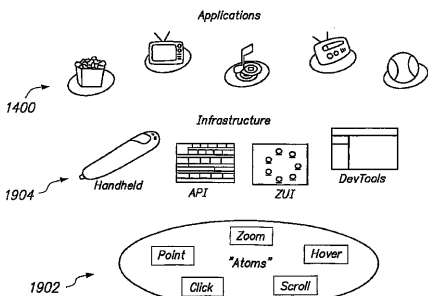 Applications
1400
Infrastructure
1904
Handheld
API
ZUI
DevTools
1902
Zoom
Point
"Atoms"
Hover
Click
Scroll